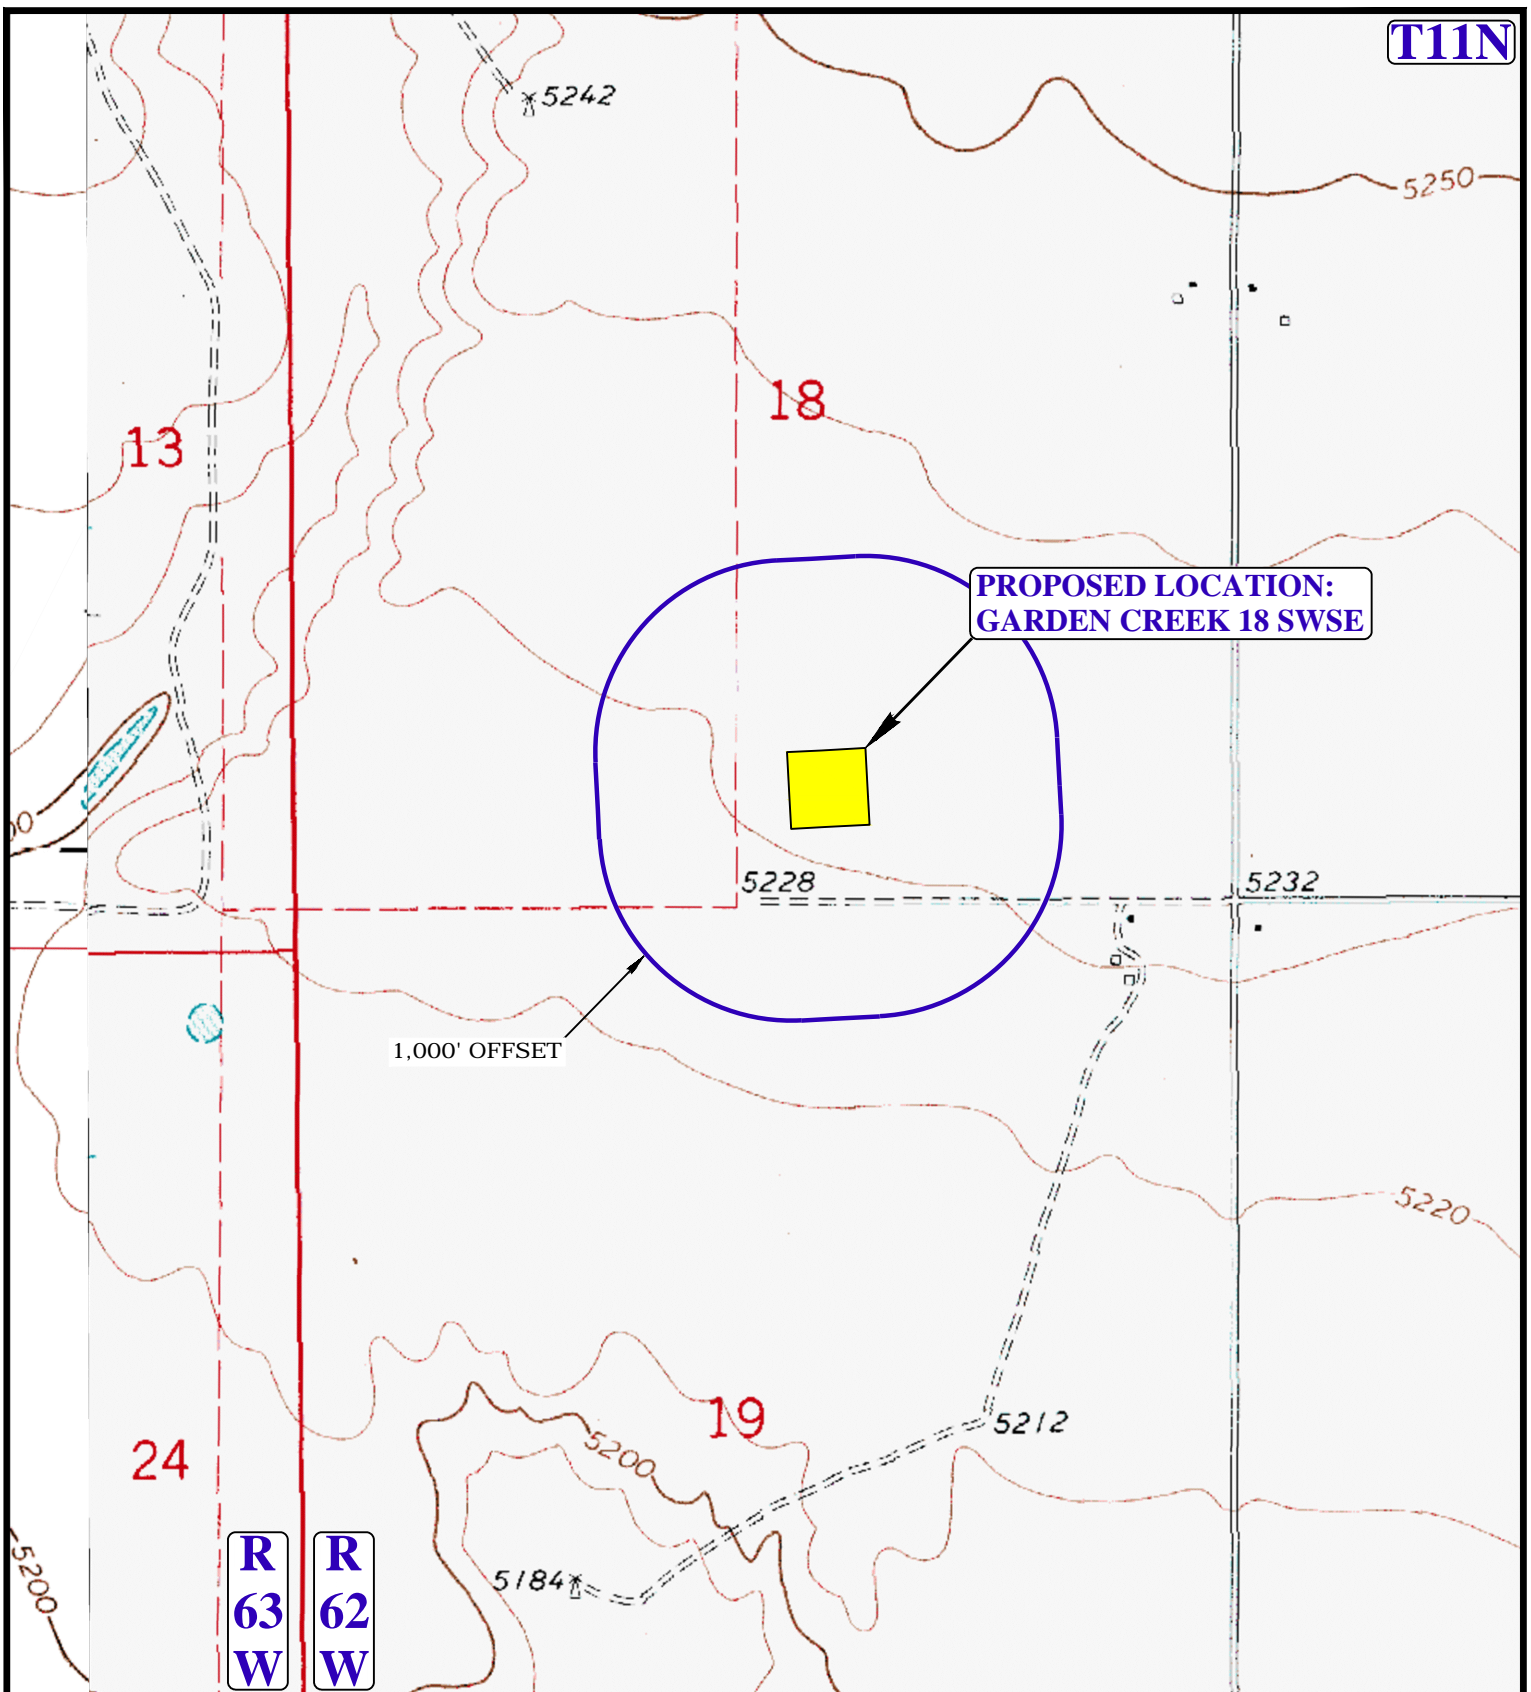 T11N
5242
5250
18
13
PROPOSED LOCATION:
GARDEN CREEK 18 SWSE
5228
5232
1,000' OFFSET
5220
19
5212
24
5200
5184
5200
R
63
W
R
62
W